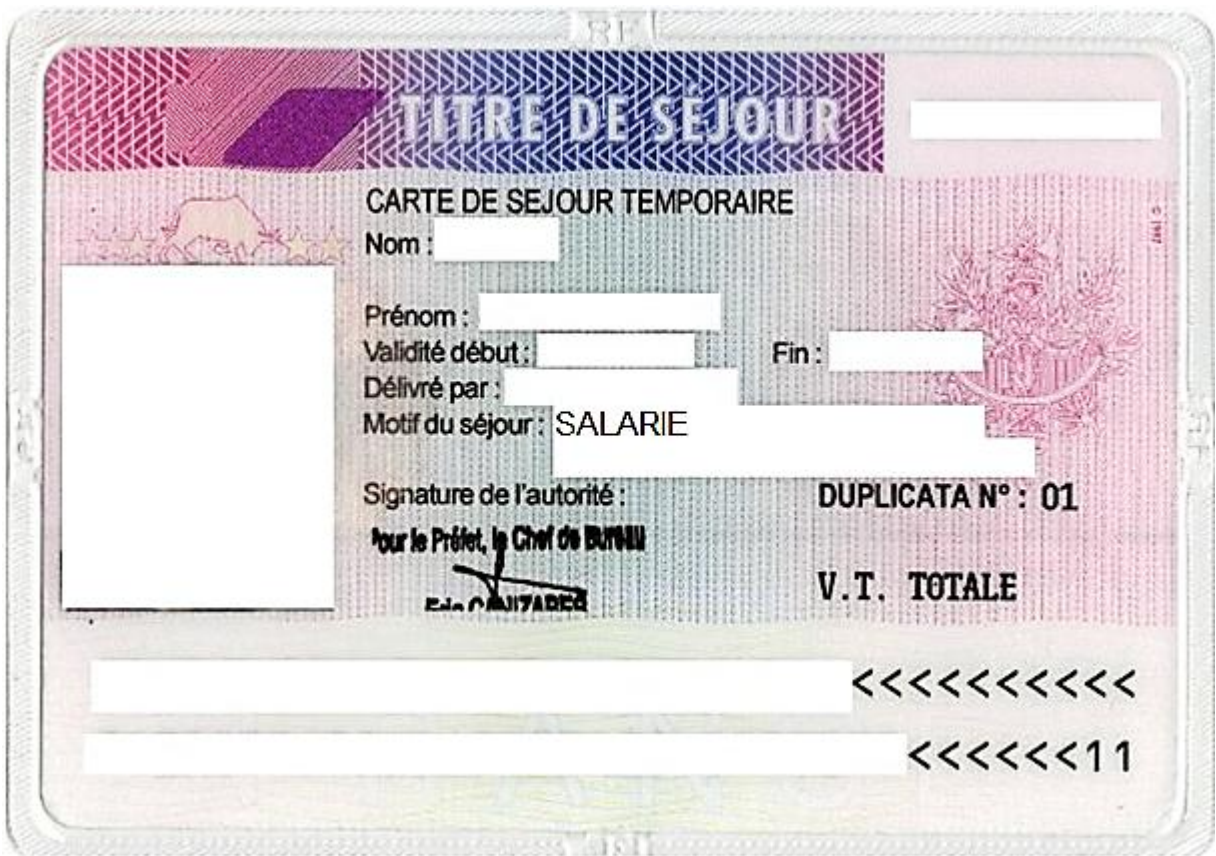 TITRE DE SÉJOUR
CARTE DE SEJOUR TEMPORAIRE
Nom :
Prénom :
Validité début : Fin :
Délivré par :
Motif du séjour : SALARIE
Signature de l'autorité : DUPLICATA N° : 01
Pour le Préfet, le Chef de Bureau
V.T. TOTALE
<<<<<<<<<<
<<<<<<11